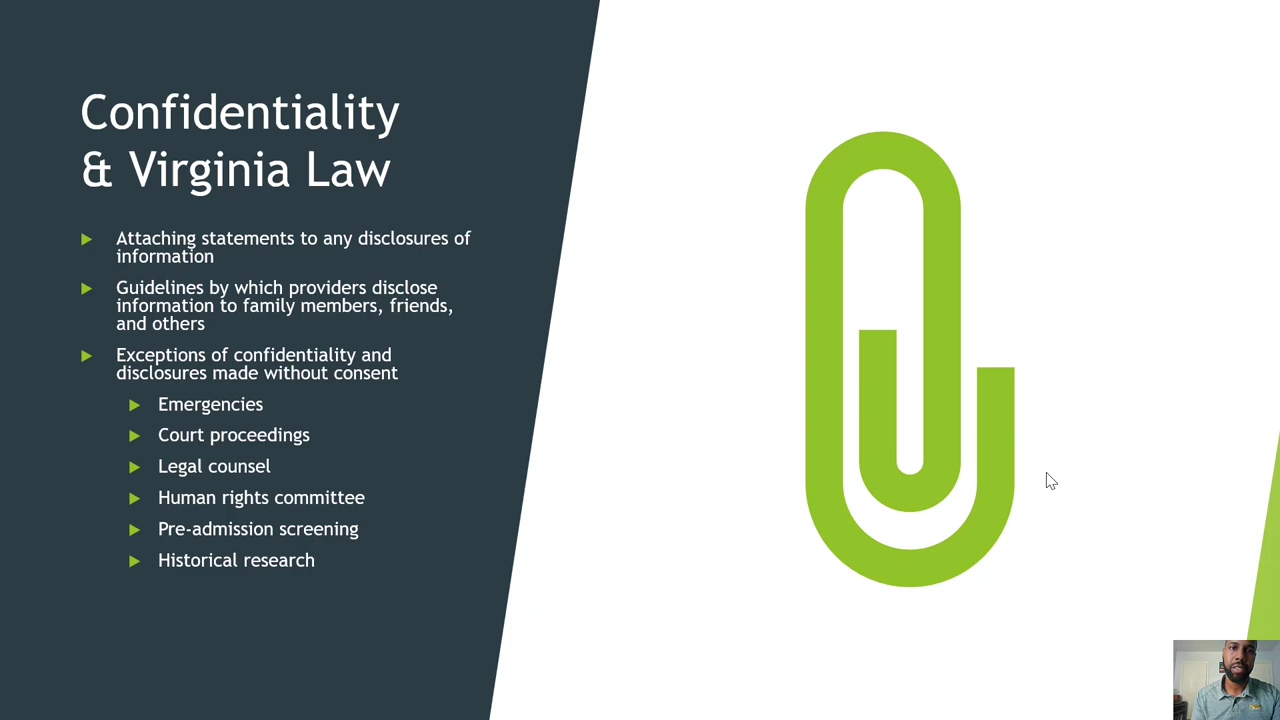 Confidentiality
& Virginia Law
Attaching statements to any disclosures of
information
Guidelines by which providers disclose
information to family members, friends,
and others
Exceptions of confidentiality and
disclosures made without consent
Emergencies
Court proceedings
Legal counsel
Human rights committee
Pre-admission screening
Historical research